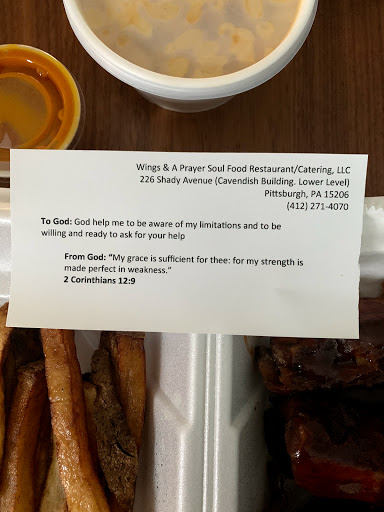 Wings & A Prayer Soul Food Restaurant/Catering, LLC
226 Shady Avenue (Cavendish Building. Lower Level)
Pittsburgh, PA 15206
(412) 271-4070
To God: God help me to be aware of my limitations and to be
willing and ready to ask for your help
From God: “My grace is sufficient for thee: for my strength is
made perfect in weakness.”
2 Corinthians 12:9